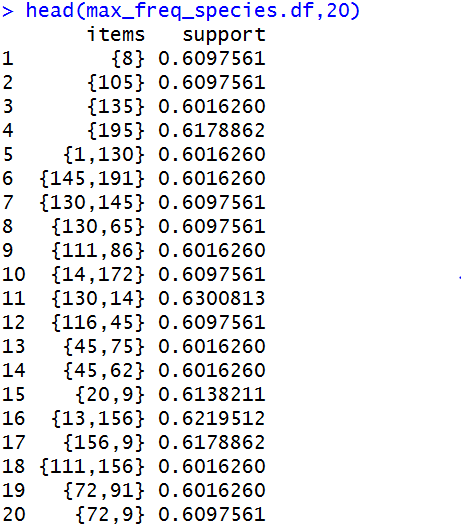 > head(max_freq_species.df,20)
items support
1 {8} 0.6097561
2 {105} 0.6097561
3 {135} 0.6016260
4 {195} 0.6178862
5 {1,130} 0.6016260
6 {145,191} 0.6016260
7 {130,145} 0.6097561
8 {130,65} 0.6097561
9 {111,86} 0.6016260
10 {14,172} 0.6097561
11 {130,14} 0.6300813
12 {116,45} 0.6097561
13 {45,75} 0.6016260
14 {45,62} 0.6016260
15 {20,9} 0.6138211
16 {13,156} 0.6219512
17 {156,9} 0.6178862
18 {111,156} 0.6016260
19 {72,91} 0.6016260
20 {72,9} 0.6097561